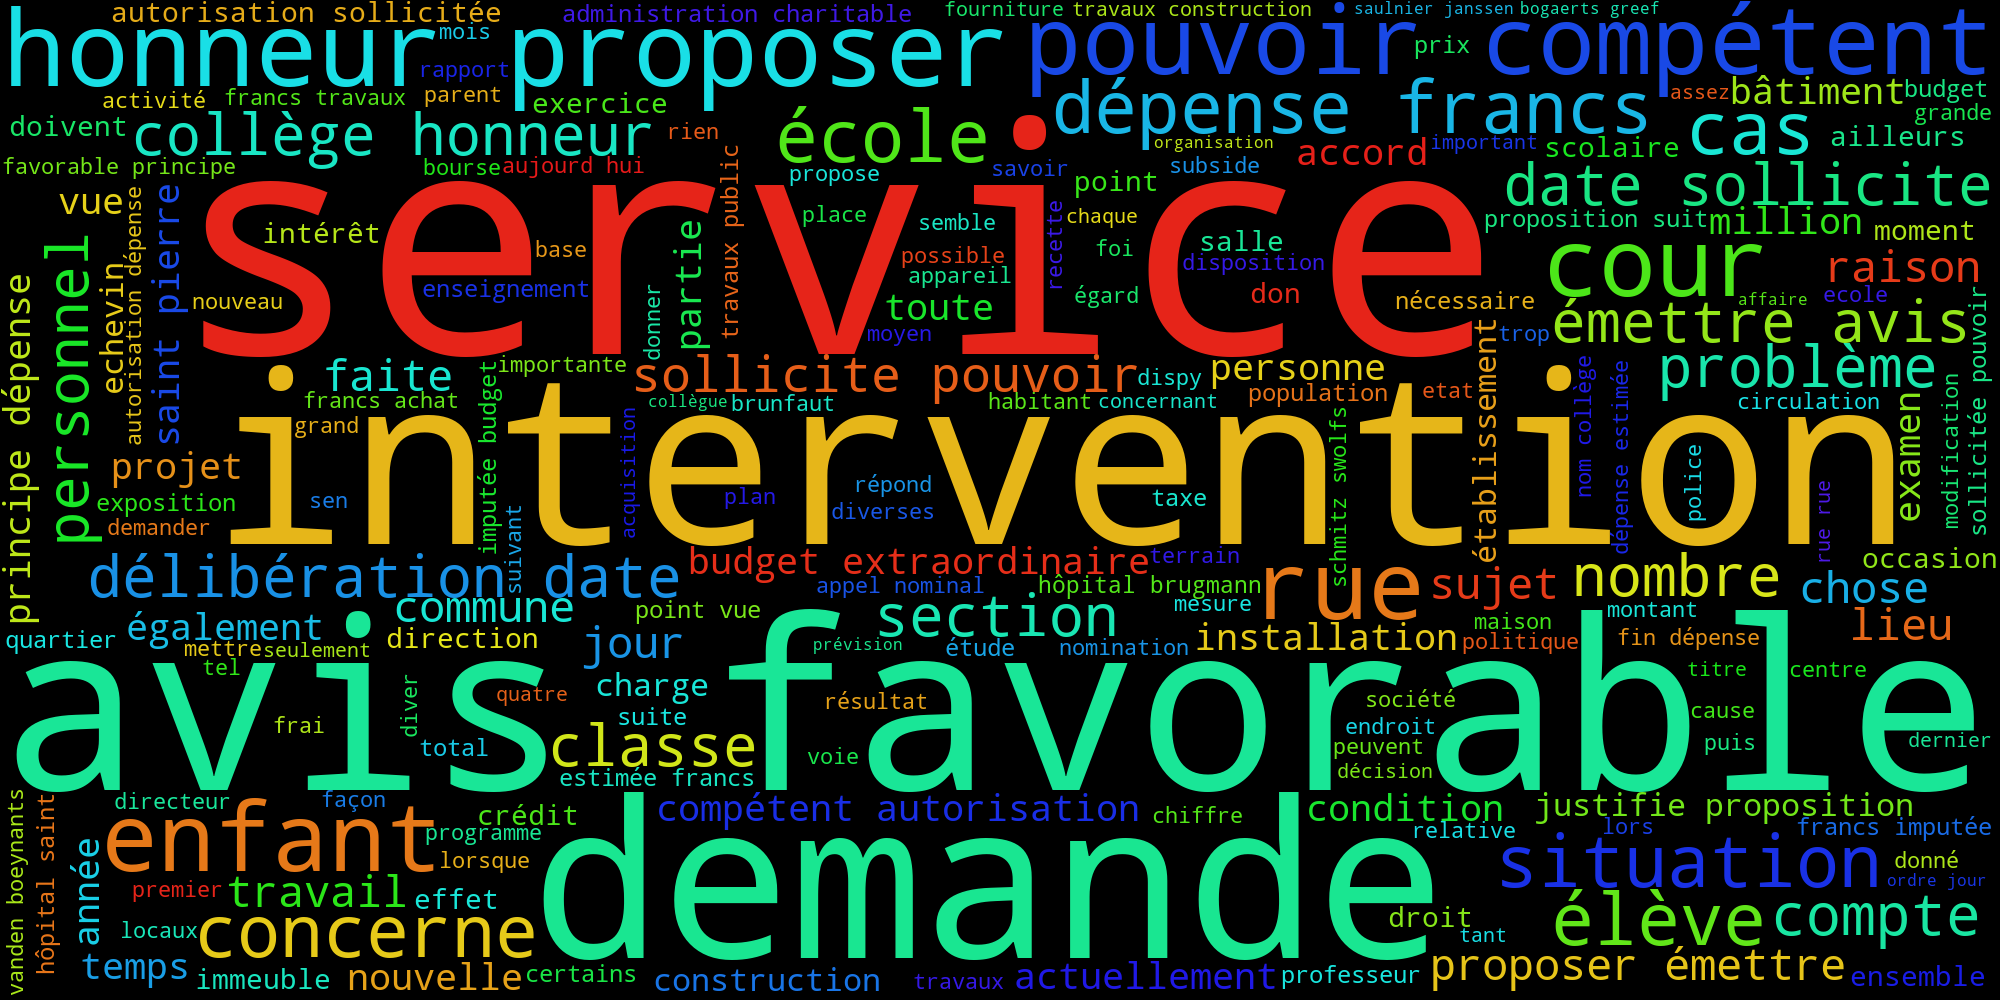 autorisation sollicitée
administration charitable
fourniture
travaux construction
saulnier janssen
bogaerts greef
honneur
mois
proposer
pouvoir compétent
prix
rapport
activité
francs travaux
parent
exercice
dépense francs
assez
bâtiment
budget
grande
doivent
collège honneur
rien
école
organisation
accord
important
scolaire
cas
ailleurs
favorable principe
bourse
aujourd hui
travaux public
propose
savoir
point
subside
date sollicite
vue
saint pierre
autorisation dépense
service
intérêt
base
partie
place
semble
recette
chaque
foi
salle
proposition suit
million
moment
personnel
echevin
possible
appareil
disposition
cour
raison
nouveau
enseignement
donner
toute
moyen
égard
don
nécessaire
affaire
ecole
principe dépense
importante
trop
émettre avis
sollicitée pouvoir
faite
imputée budget
sollicite pouvoir
dispy
personne
établissement
problème
francs achat
collègue
brunfaut
habitant
concernant
population
etat
nom collège
dépense estimée
circulation
modification
grand
acquisition
intervention
schmitz swolfs
examen
projet
exposition
sen
plan
répond
diverses
taxe
police
rue rue
demander
suivant
délibération date
budget extraordinaire
terrain
occasion
appel nominal
hôpital brugmann
rue
sujet
nombre
chose
commune
point vue
section
mesure
montant
maison
lieu
quartier
également
direction
mettre
seulement
jour
prévision
étude
nomination
installation
politique
fin dépense
tel
avis favorable
diver
quatre
charge
résultat
société
titre
centre
frai
suite
endroit
cause
total
classe
voie
peuvent
puis
dernier
estimée francs
décision
vanden boeynants
hôpital saint
directeur
façon
crédit
compétent autorisation
chiffre
condition
justifie proposition
année
enfant
programme
lorsque
demande
relative
lors
francs imputée
situation
donné
ordre jour
premier
travail
effet
droit
élève
compte
locaux
concerne
tant
temps
immeuble
nouvelle
certains
construction
travaux
actuellement
professeur
proposer émettre
ensemble